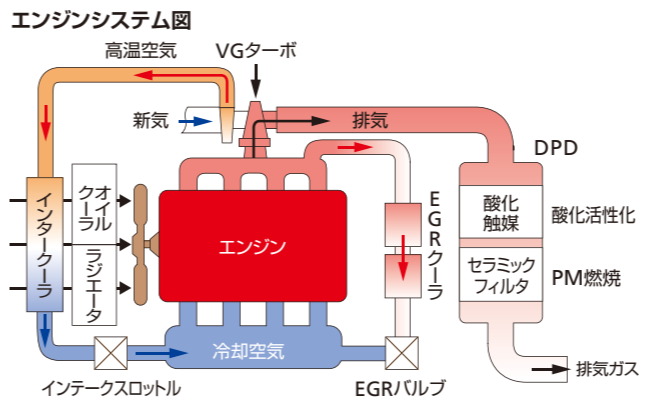 エンジンシステム図
高温空気
VGターボ
新気
排気
DPD
オイルクーラ
インタークーラ
ラジエータ
エンジン
EGRクーラ
酸化
触媒
酸化活性化
セラミック
フィルタ
PM燃焼
冷却空気
インテークスロットル
EGRバルブ
排気ガス